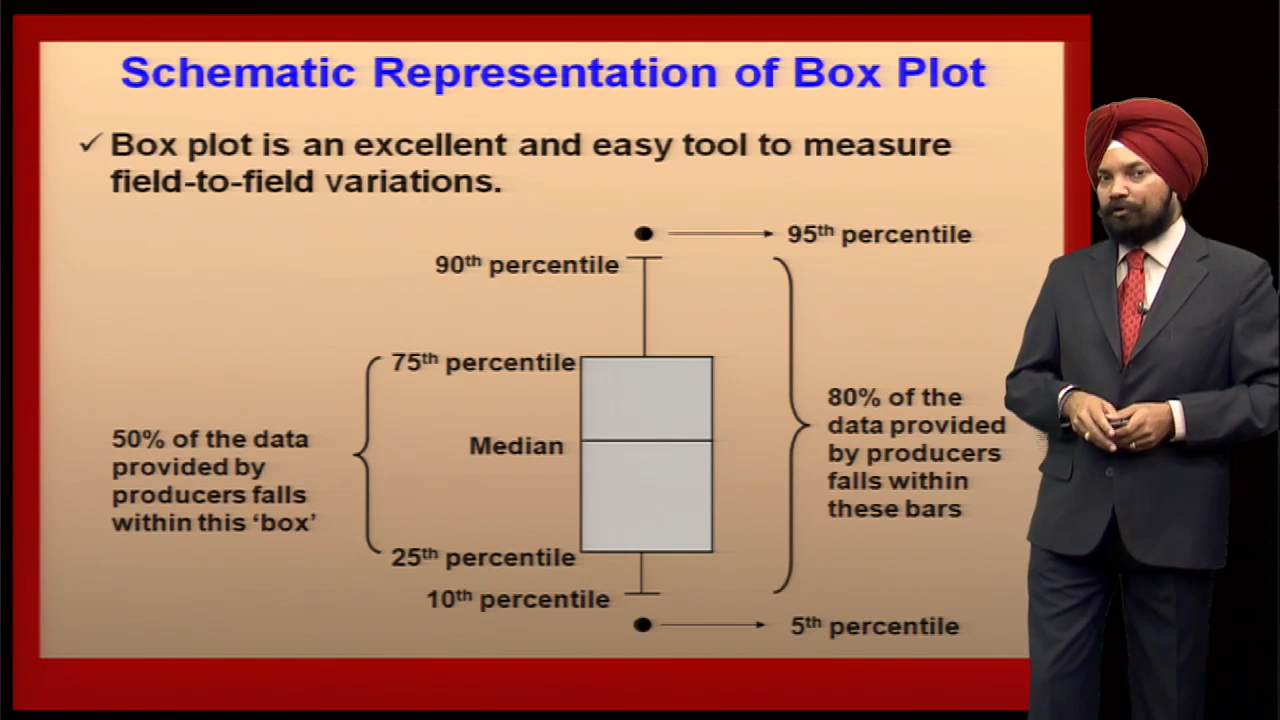 Schematic Representation of Box Plot
✓ Box plot is an excellent and easy tool to measure
field-to-field variations.
95th percentile
90th percentile
75th percentile
50% of the data
provided by
producers falls
within this ‘box’
Median
80% of the
data provided
by producers
falls within
these bars
25th percentile
10th percentile
5th percentile